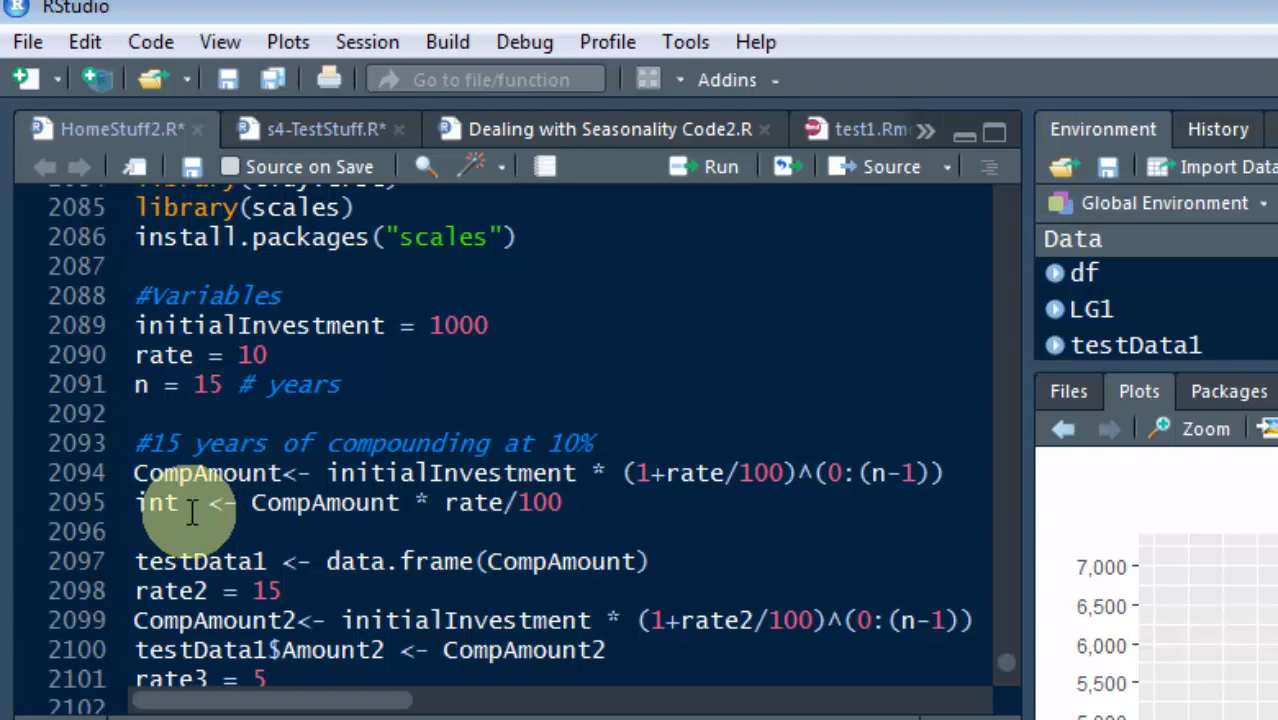 RStudio
File Edit Code View Plots Session Build Debug Profile Tools Help
Go to file/function Addins
HomeStuff2.R* s4-TestStuff.R* Dealing with Seasonality Code2.R test1.Rm
Source on Save Run Source
2085 library(scales)
2086 install.packages("scales")
2087
2088 #Variables
2089 initialInvestment = 1000
2090 rate = 10
2091 n = 15 # years
2092
2093 #15 years of compounding at 10%
2094 CompAmount<- initialInvestment * (1+rate/100)^(0:(n-1))
2095 int <- CompAmount * rate/100
2096
2097 testData1 <- data.frame(CompAmount)
2098 rate2 = 15
2099 CompAmount2<- initialInvestment * (1+rate2/100)^(0:(n-1))
2100 testData1$Amount2 <- CompAmount2
2101 rate3 = 5
2102
Environment History
Import Data
Global Environment
Data
df
LG1
testData1
Files Plots Packages
Zoom
7,000
6,500
6,000
5,500